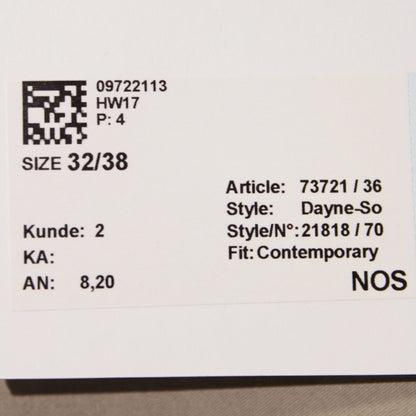 09722113
HW17
P: 4
SIZE 32/38
Article: 73721 / 36
Style: Dayne-So
Kunde: 2
Style/N°: 21818 / 70
KA:
Fit: Contemporary
AN: 8,20
NOS